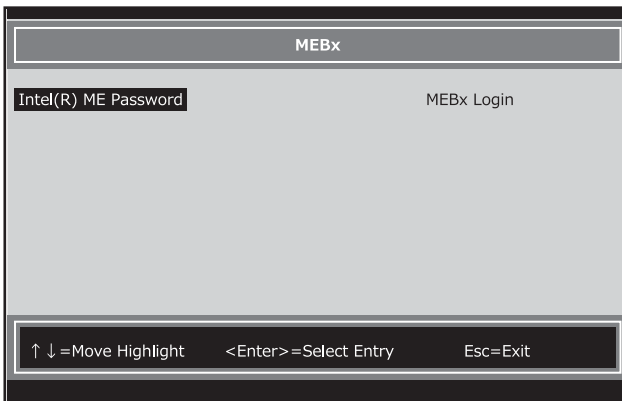 MEBx
Intel(R) ME Password MEBx Login
↑↓=Move Highlight <Enter>=Select Entry Esc=Exit